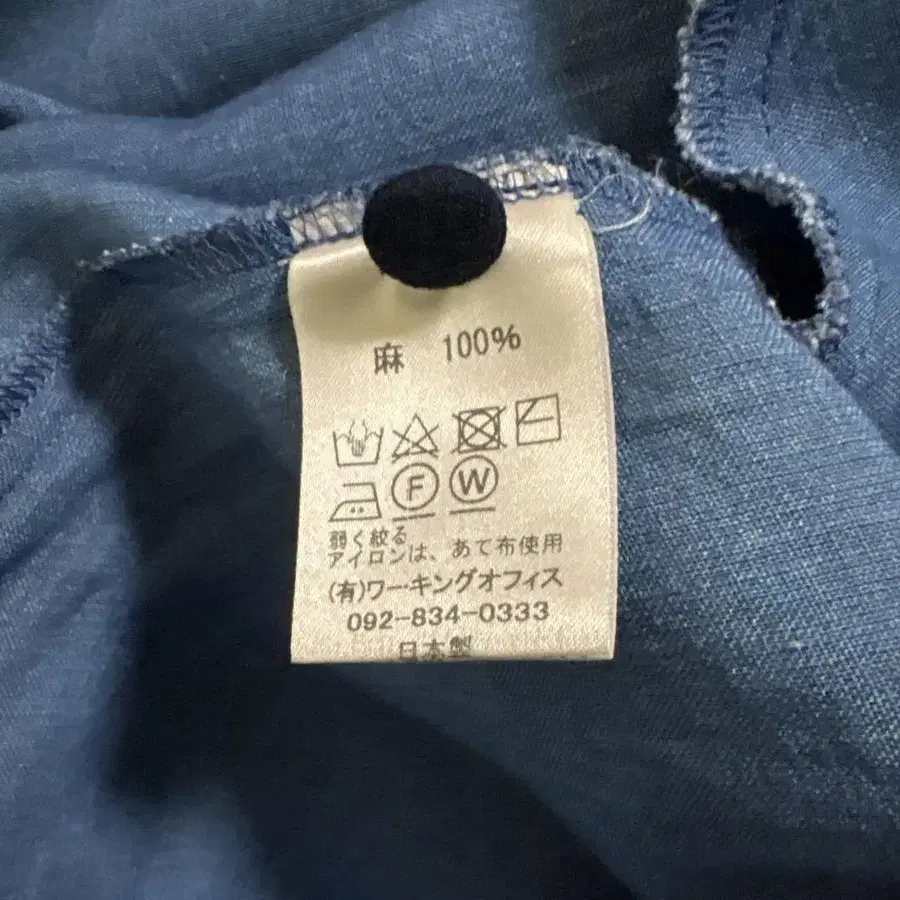 麻 100%
F W
弱く絞る
アイロンは、あて布使用
(有)ワーキングオフィス
092-834-0333
日本製